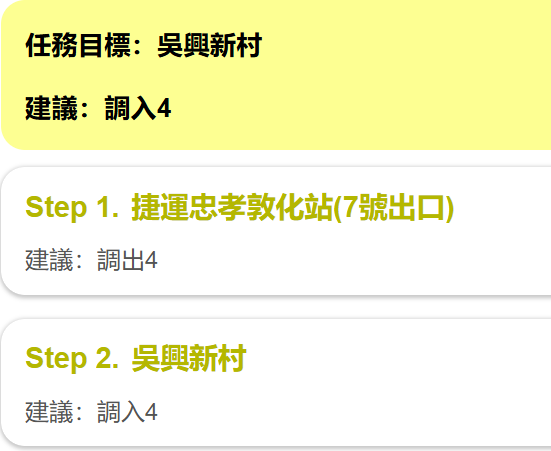 任務目標：吳興新村
建議：調入4
Step 1. 捷運忠孝敦化站(7號出口)
建議：調出4
Step 2. 吳興新村
建議：調入4